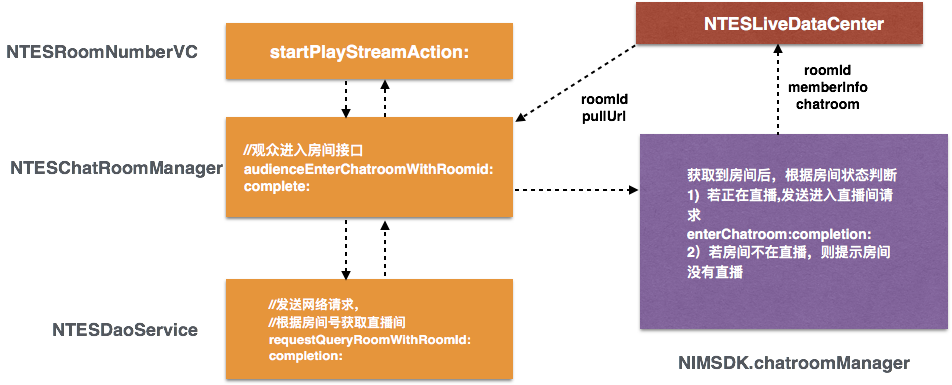 NTESRoomNumberVC
startPlayStreamAction:
NTESLiveDataCenter
roomId
pullUrl
roomId
memberInfo
chatroom
NTESChatRoomManager
//观众进入房间接口
audienceEnterChatroomWithRoomId:
complete:
获取到房间后，根据房间状态判断
1）若正在直播,发送进入直播间请
求
enterChatroom:completion:
2）若房间不在直播，则提示房间
没有直播
NTESDaoService
//发送网络请求，
//根据房间号获取直播间
requestQueryRoomWithRoomId:
completion:
NIMSDK.chatroomManager